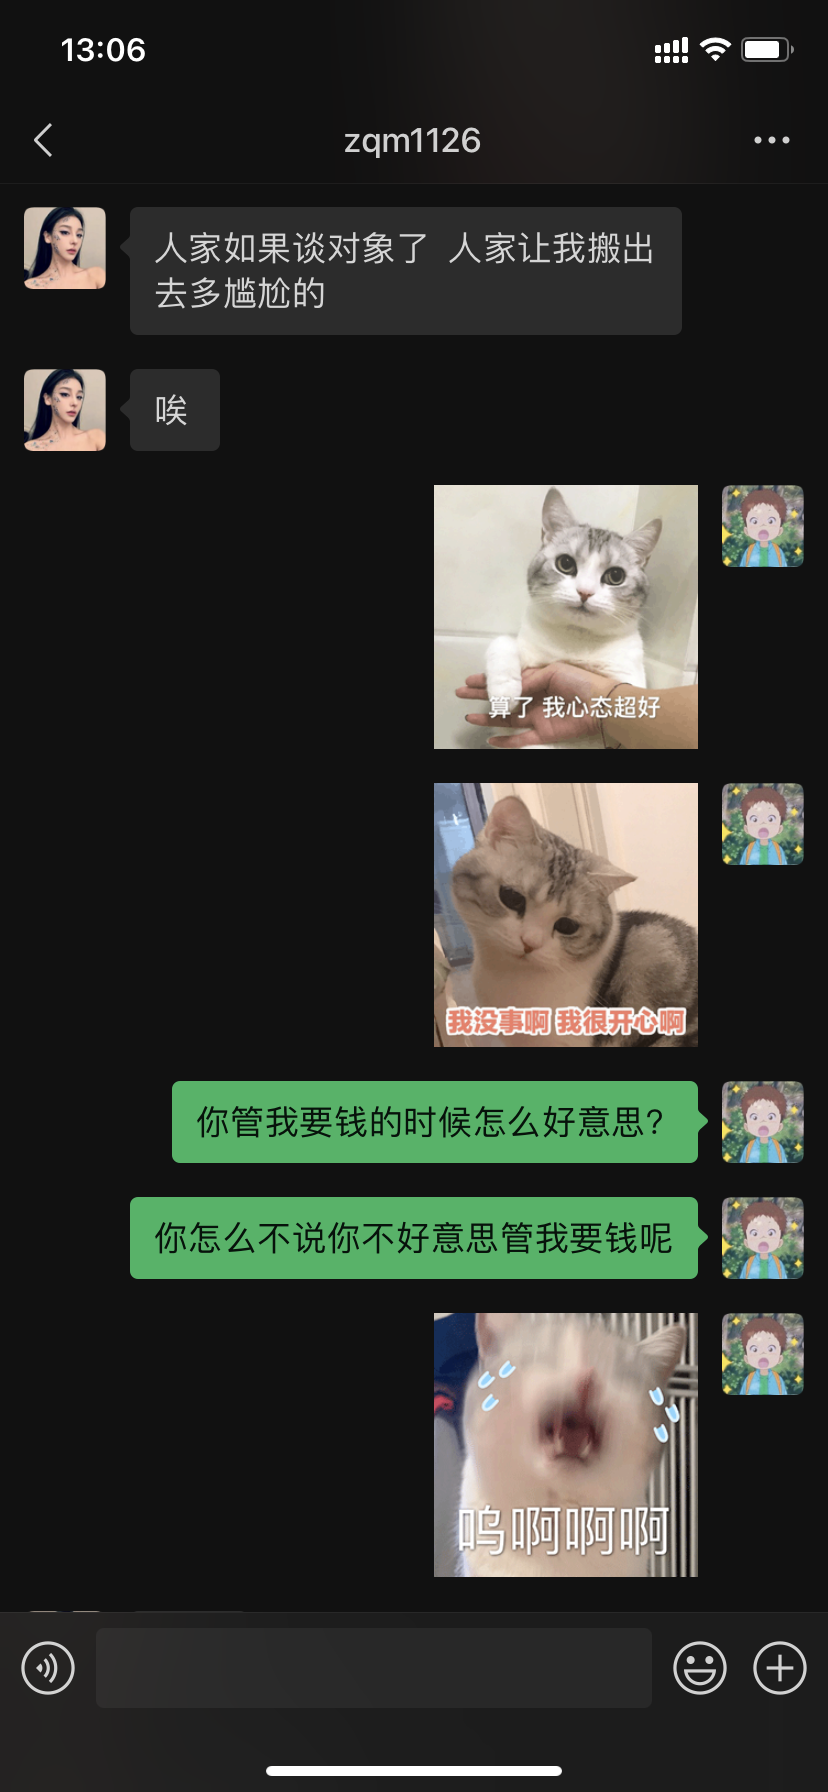 13:06
zqm1126
人家如果谈对象了 人家让我搬出
去多尴尬的
唉
算了 我心态超好
我没事啊 我很开心啊
你管我要钱的时候怎么好意思?
你怎么不说你不好意思管我要钱呢
呜啊啊啊